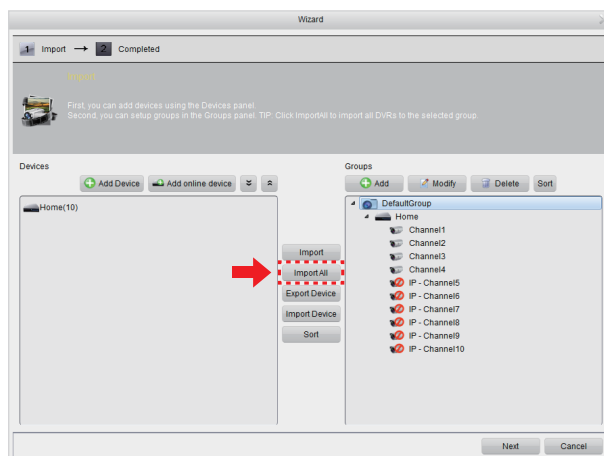 Wizard
1 Import → 2 Completed
Import
First, you can add devices using the Devices panel.
Second, you can setup groups in the Groups panel. TIP: Click ImportAll to import all DVRs to the selected group.
Devices
Add Device
Add online device
Home(10)
Import
ImportAll
Export Device
Import Device
Sort
Groups
Add
Modify
Delete
Sort
DefaultGroup
Home
Channel1
Channel2
Channel3
Channel4
IP - Channel5
IP - Channel6
IP - Channel7
IP - Channel8
IP - Channel9
IP - Channel10
Next
Cancel